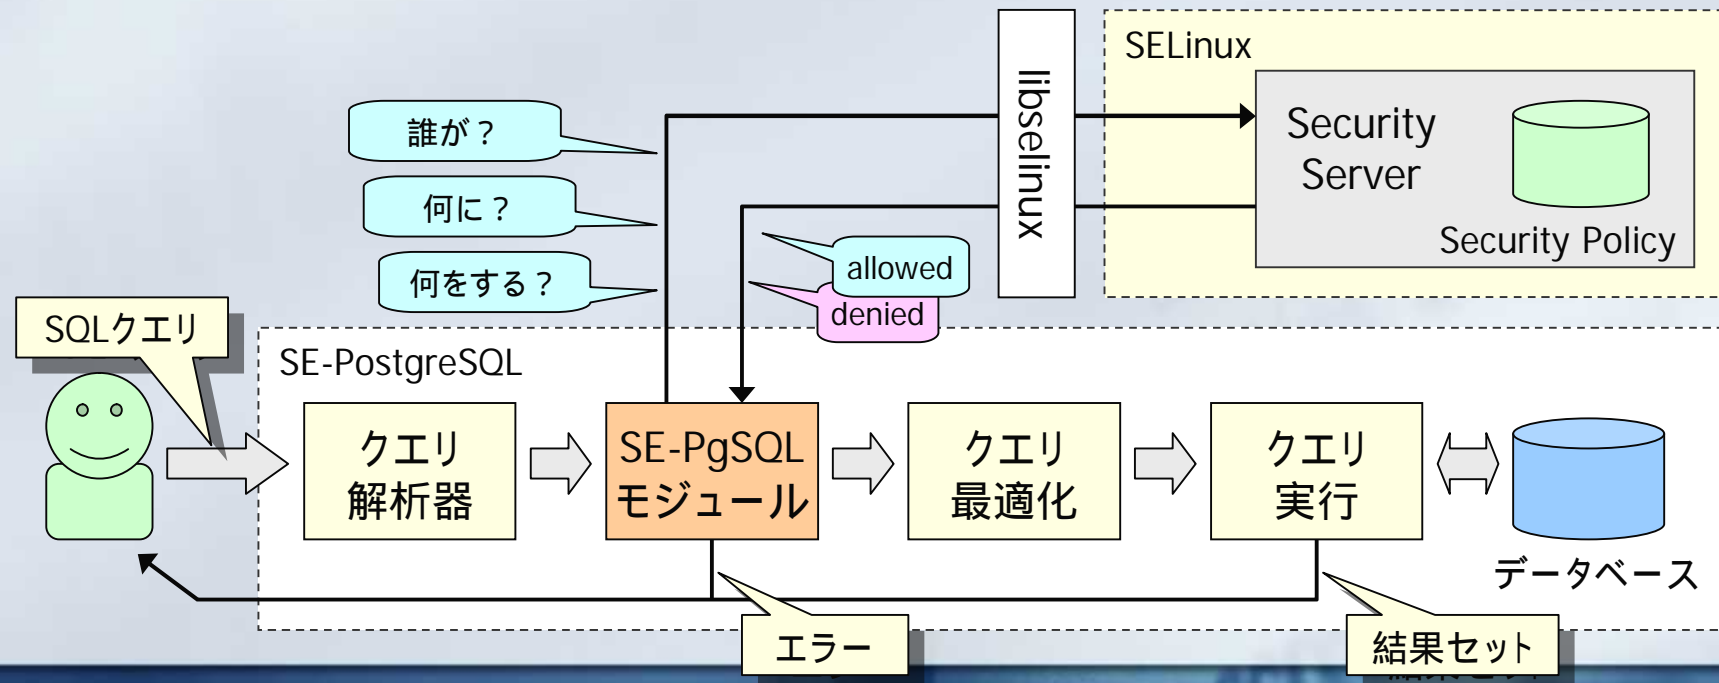 SELinux
libselinux
Security
Server
Security Policy
誰が？
何に？
何をする？
allowed
denied
SQLクエリ
SE-PostgreSQL
クエリ
解析器
SE-PgSQL
モジュール
クエリ
最適化
クエリ
実行
データベース
エラー
結果セット